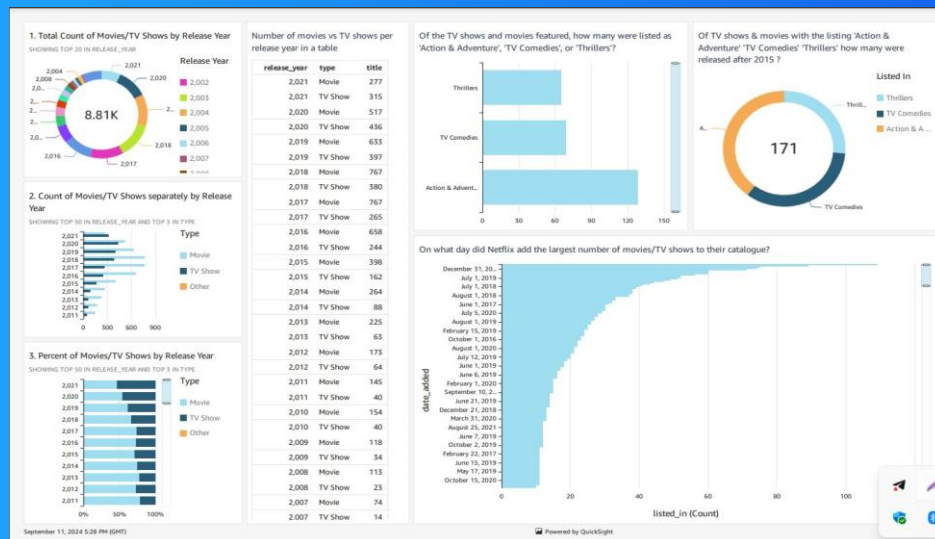 1. Total Count of Movies/TV Shows by Release Year
SHOWING TOP 20 IN RELEASE_YEAR
2,021
2,020
2...
2,018
2,017
2,016
2,0...
2...
2...
2...
2,0...
2,008
2,004
8.81K
Release Year
2,002
2,003
2,004
2,005
2,006
2,007
2. Count of Movies/TV Shows separately by Release
Year
SHOWING TOP 50 IN RELEASE_YEAR AND TOP 3 IN TYPE
2,021
2,020
2,019
2,018
2,017
2,016
2,015
2,014
2,013
2,012
2,011
0 300 600 900
Type
Movie
TV Show
Other
3. Percent of Movies/TV Shows by Release Year
SHOWING TOP 50 IN RELEASE_YEAR AND TOP 3 IN TYPE
2,021
2,020
2,019
2,018
2,017
2,016
2,015
2,014
2,013
2,012
2,011
0% 50% 100%
Type
Movie
TV Show
Other
Number of movies vs TV shows per
release year in a table
release_year type title
2,021 Movie 277
2,021 TV Show 315
2,020 Movie 517
2,020 TV Show 436
2,019 Movie 633
2,019 TV Show 397
2,018 Movie 767
2,018 TV Show 380
2,017 Movie 767
2,017 TV Show 265
2,016 Movie 658
2,016 TV Show 244
2,015 Movie 398
2,015 TV Show 162
2,014 Movie 264
2,014 TV Show 88
2,013 Movie 225
2,013 TV Show 63
2,012 Movie 173
2,012 TV Show 64
2,011 Movie 145
2,011 TV Show 40
2,010 Movie 154
2,010 TV Show 40
2,009 Movie 118
2,009 TV Show 34
2,008 Movie 113
2,008 TV Show 23
2,007 Movie 74
2,007 TV Show 14
Of the TV shows and movies featured, how many were listed as
'Action & Adventure', 'TV Comedies', or 'Thrillers'?
Thrillers
TV Comedies
Action & Advent...
0 30 60 90 120 150
Of TV shows & movies with the listing 'Action &
Adventure' 'TV Comedies' 'Thrillers' how many were
released after 2015 ?
Thrill...
A...
171
TV Comedies
Listed In
Thrillers
TV Comedies
Action & A...
On what day did Netflix add the largest number of movies/TV shows to their catalogue?
date_added
December 31, 20...
July 1, 2019
July 1, 2018
August 1, 2018
June 1, 2017
July 5, 2020
August 1, 2019
February 15, 2019
October 1, 2016
August 1, 2020
July 12, 2019
June 1, 2019
June 6, 2019
February 1, 2020
September 10, 2...
June 21, 2019
December 21, 2018
March 31, 2020
August 25, 2021
June 7, 2019
October 2, 2019
February 22, 2017
June 15, 2019
May 17, 2019
October 15, 2020
0 20 40 60 80 100
listed_in (Count)
September 11, 2024 5:28 PM (GMT)
Powered by QuickSight